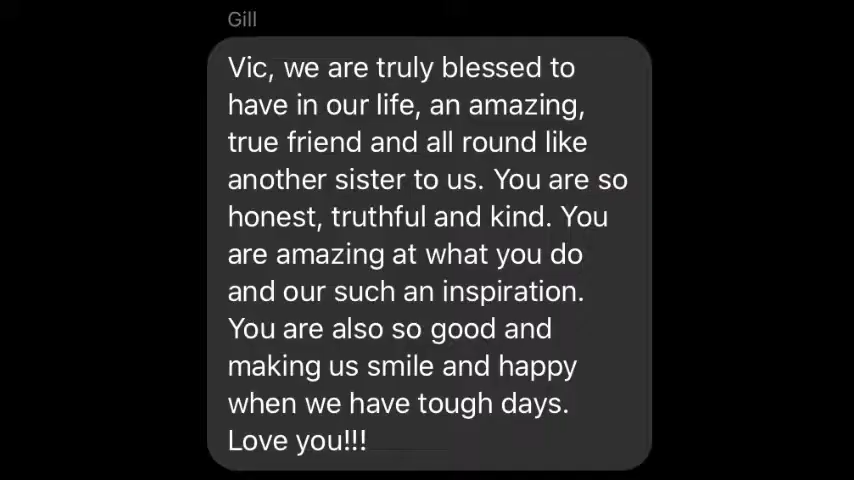 Gill
Vic, we are truly blessed to
have in our life, an amazing,
true friend and all round like
another sister to us. You are so
honest, truthful and kind. You
are amazing at what you do
and our such an inspiration.
You are also so good and
making us smile and happy
when we have tough days.
Love you!!!